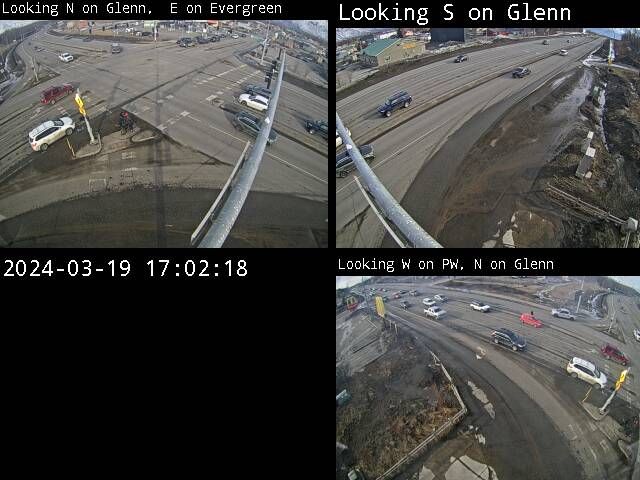 Looking N on Glenn, E on Evergreen
Looking S on Glenn
2024-03-19 17:02:18
Looking W on PW, N on Glenn